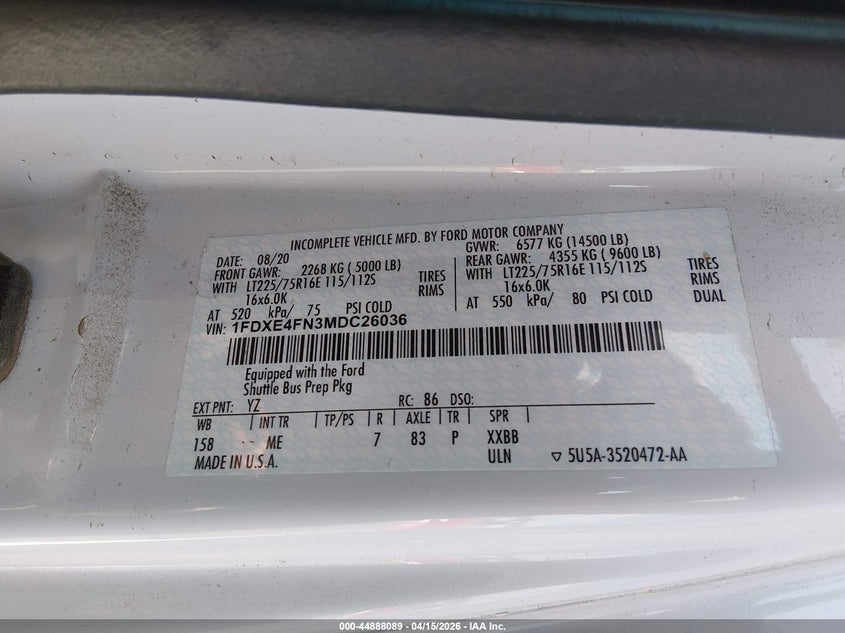 INCOMPLETE VEHICLE MFD. BY FORD MOTOR COMPANY
DATE: 08/20 GVWR: 6577 KG (14500 LB)
FRONT GAWR: 2268 KG ( 5000 LB) REAR GAWR: 4355 KG ( 9600 LB)
WITH LT225/75R16E 115/112S TIRES WITH LT225/75R16E 115/112S TIRES
16x6.0K RIMS 16x6.0K RIMS
AT 520 kPa/ 75 PSI COLD AT 550 kPa/ 80 PSI COLD DUAL
VIN: 1FDXE4FN3MDC26036
Equipped with the Ford
Shuttle Bus Prep Pkg
EXT PNT: YZ RC: 86 DSO:
WB INT TR TP/PS R AXLE TR SPR
158 ME 7 83 P XXBB
MADE IN U.S.A. ULN 5U5A-3520472-AA
000-44888089 - 04/15/2026 - IAA Inc.